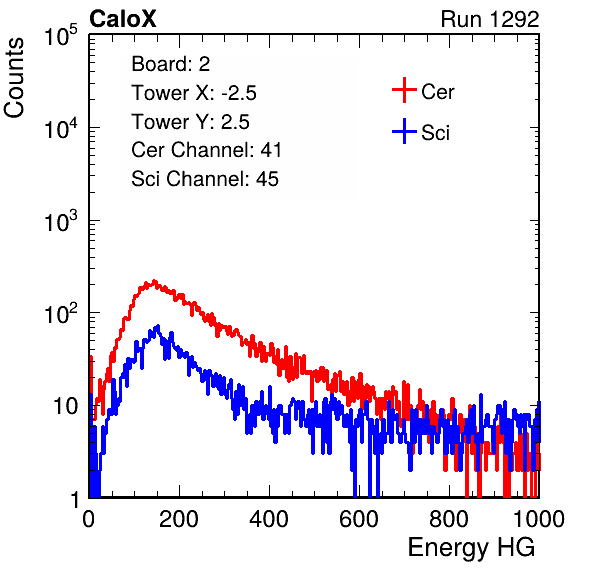 CaloX Run 1292
Counts
10^5
10^4
10^3
10^2
10
1
Board: 2
Tower X: -2.5
Tower Y: 2.5
Cer Channel: 41
Sci Channel: 45
Cer
Sci
0 200 400 600 800 1000
Energy HG